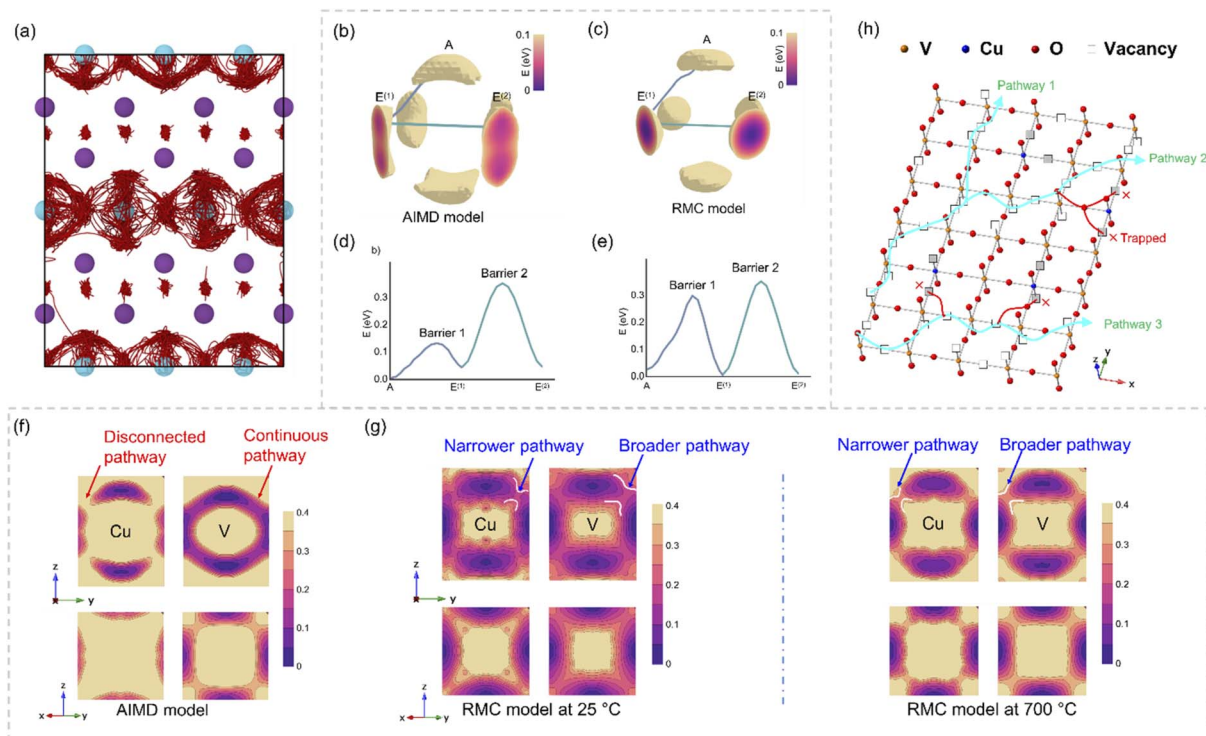 (a)
(b)
A
E⁽¹⁾
E⁽²⁾
0.1
E (eV)
0.0
AIMD model
(c)
A
E⁽¹⁾
E⁽²⁾
0.1
E (eV)
0.0
RMC model
(d)
b)
Barrier 1
Barrier 2
E (eV)
0.3
0.2
0.1
0.0
A
E⁽¹⁾
E⁽²⁾
(e)
Barrier 1
Barrier 2
E (eV)
0.3
0.2
0.1
0.0
A
E⁽¹⁾
E⁽²⁾
(h)
V Cu O Vacancy
Pathway 1
Pathway 2
× Trapped
×
×
×
Pathway 3
z y
x
(f)
Disconnected
pathway
Continuous
pathway
Cu
V
0.4
0.3
0.2
0.1
0
z
y
z
x y
AIMD model
(g)
Narrower pathway
Broader pathway
Cu
V
0.4
0.3
0.2
0.1
0
z
y
z
x y
RMC model at 25 °C
Narrower pathway
Broader pathway
Cu
V
0.4
0.3
0.2
0.1
0
RMC model at 700 °C